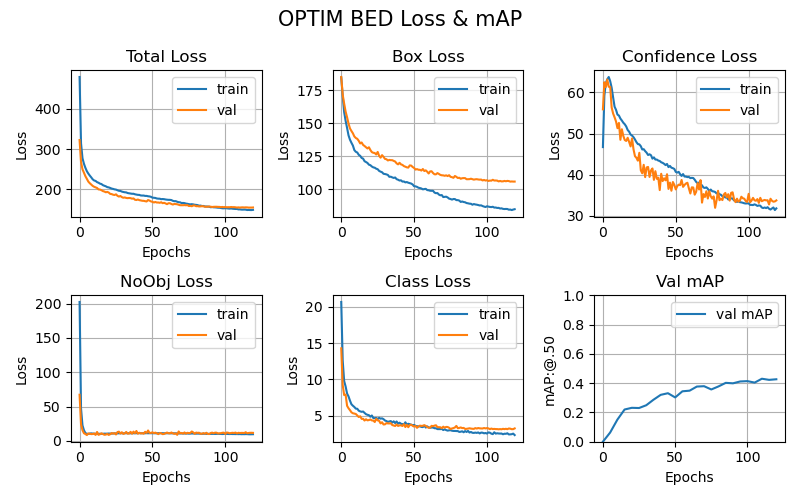 OPTIM BED Loss & mAP
Total Loss
Loss
400
300
200
0
50
100
Epochs
train
val
Box Loss
Loss
175
150
125
100
0
50
100
Epochs
train
val
Confidence Loss
Loss
60
50
40
30
0
100
Epochs
train
val
NoObj Loss
Loss
200
150
100
50
0
0
50
100
Epochs
train
val
Class Loss
Loss
20
15
10
5
0
50
100
Epochs
train
val
Val mAP
mAP:@.50
1.0
0.8
0.6
0.4
0.2
0.0
0
50
100
Epochs
val mAP